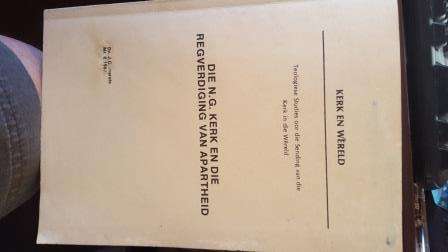 KERK EN WÊRELD
Teologiese Studies oor die Sending van die
Kerk in die Wêreld
DIE N.G. KERK EN DIE
REGVERDIGING VAN APARTHEID
Dr. J.